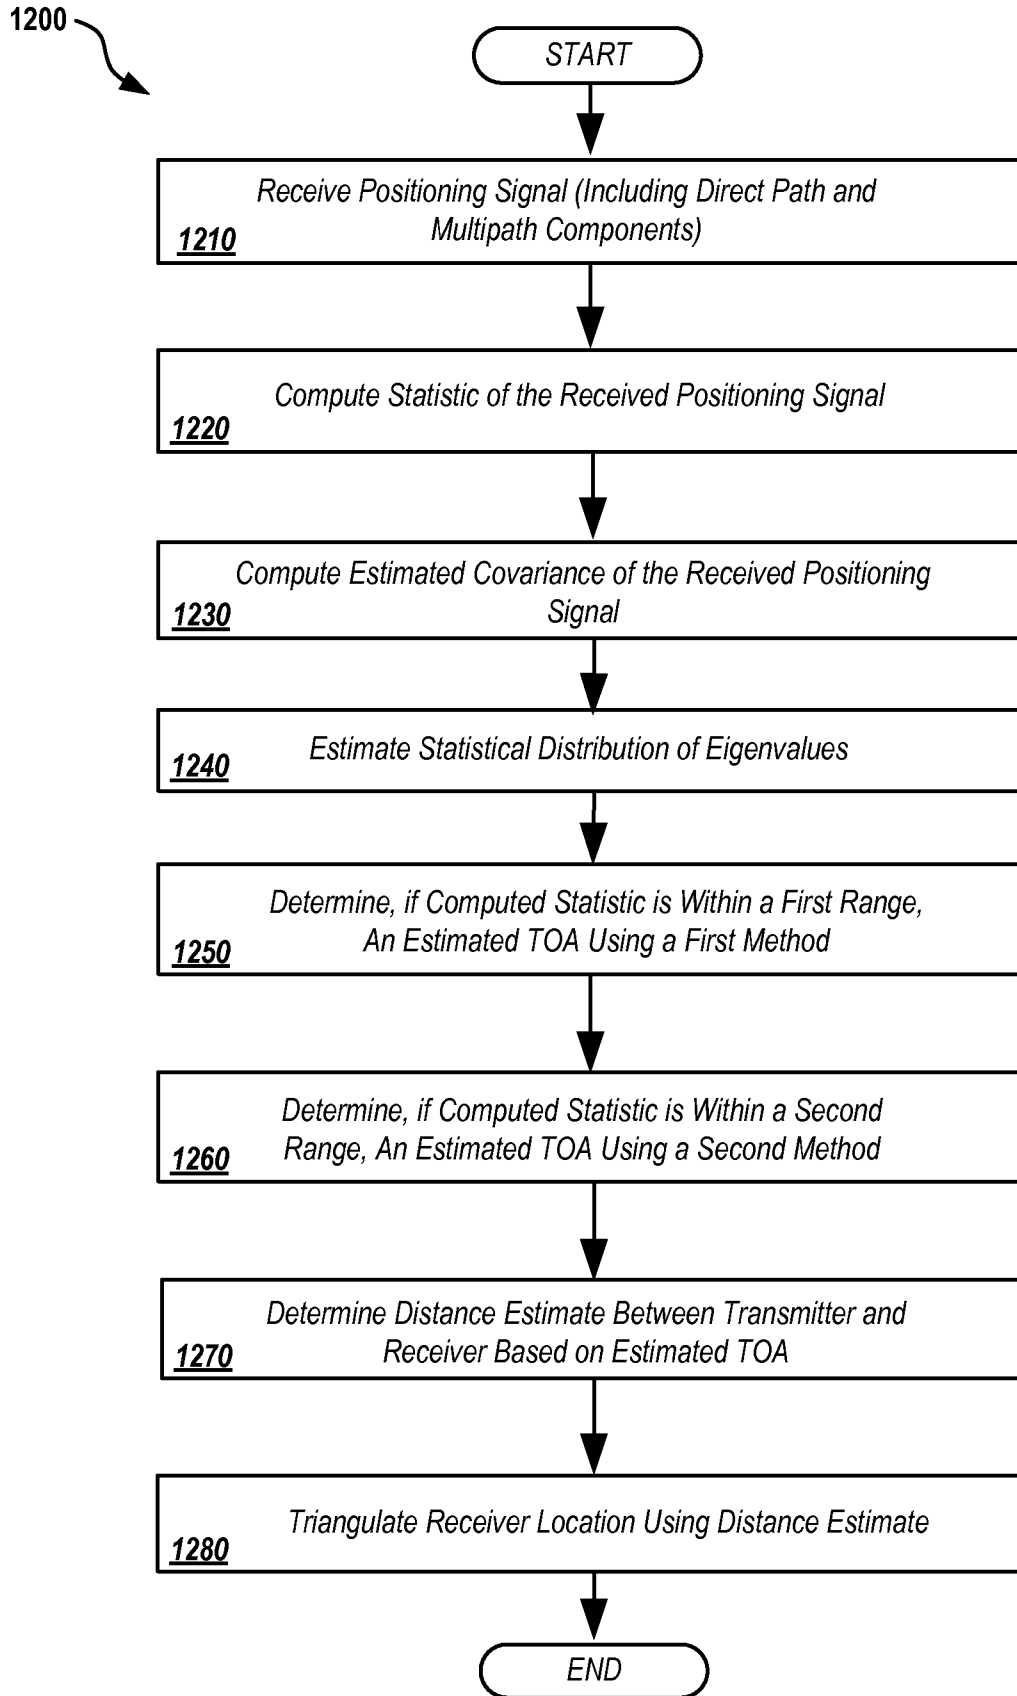 1200
START
Receive Positioning Signal (Including Direct Path and
Multipath Components)
1210
Compute Statistic of the Received Positioning Signal
1220
Compute Estimated Covariance of the Received Positioning
Signal
1230
Estimate Statistical Distribution of Eigenvalues
1240
Determine, if Computed Statistic is Within a First Range,
An Estimated TOA Using a First Method
1250
Determine, if Computed Statistic is Within a Second
Range, An Estimated TOA Using a Second Method
1260
Determine Distance Estimate Between Transmitter and
Receiver Based on Estimated TOA
1270
Triangulate Receiver Location Using Distance Estimate
1280
END